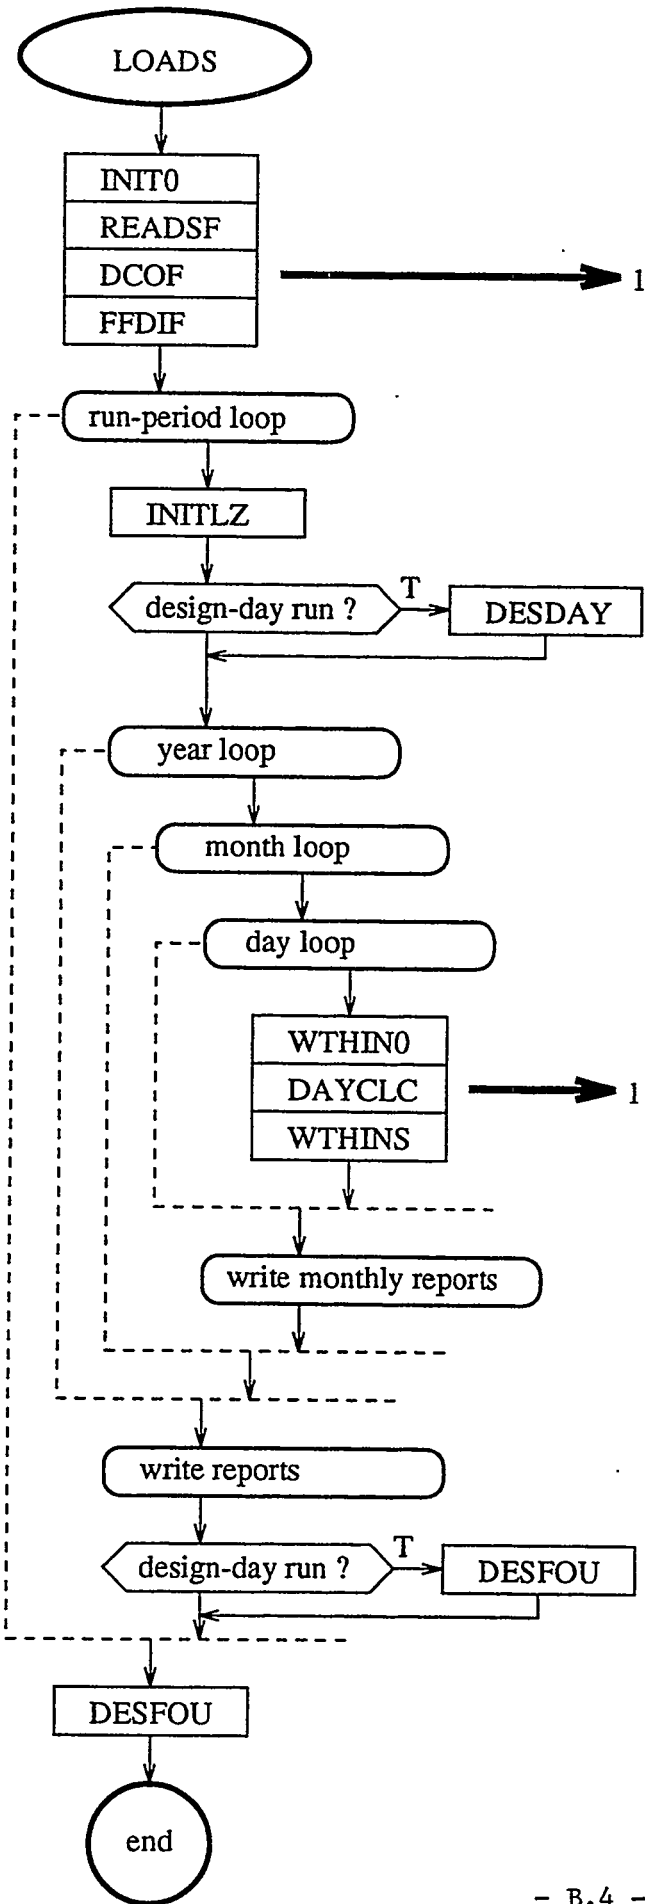 LOADS
INIT0
READSF
DCOF
1
FFDIF
run-period loop
INITLZ
design-day run ?
T
DESDAY
year loop
month loop
day loop
WTHIN0
DAYCLC
1
WTHINS
write monthly reports
write reports
design-day run ?
T
DESFOU
DESFOU
end
- B.4 -